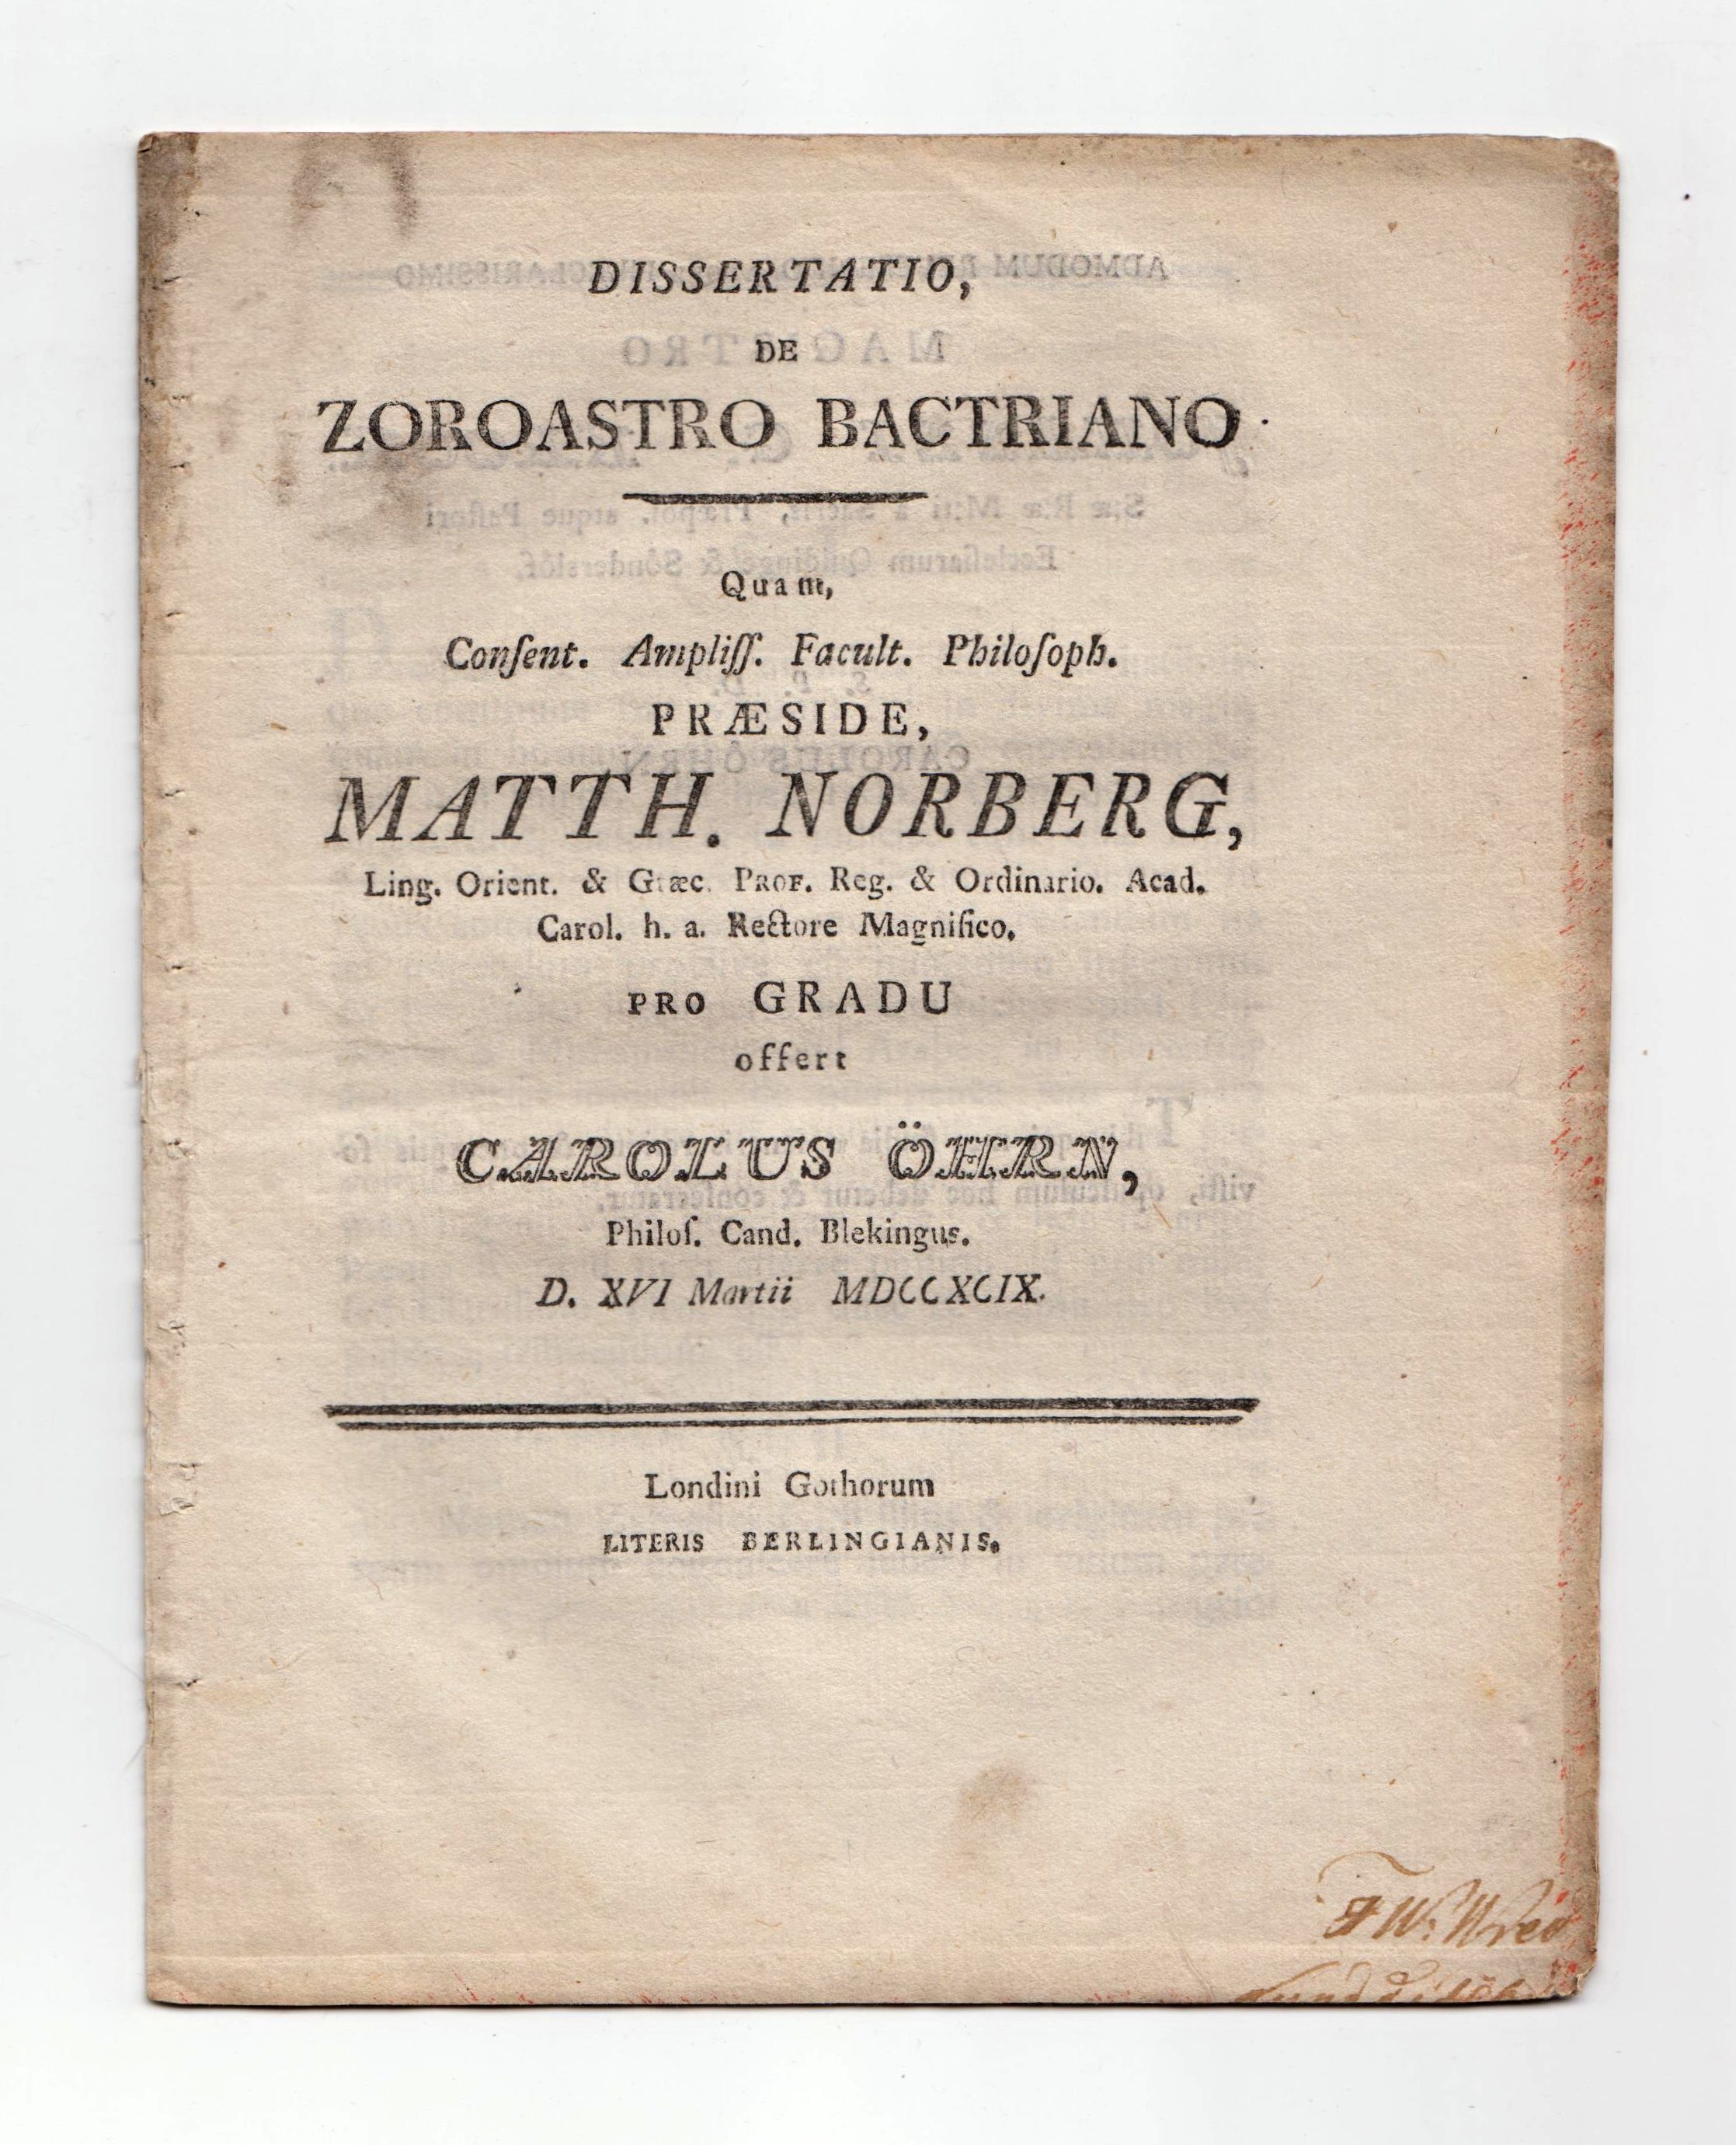 DISSERTATIO,
DE
ZOROASTRO BACTRIANO
Quam,
Conſent. Ampliſſ. Facult. Philoſoph.
PRÆSIDE,
MATTH. NORBERG,
Ling. Orient. & Græc. PROF. Reg. & Ordinario. Acad.
Carol. h. a. Rectore Magnifico.
PRO GRADU
offert
CAROLUS ÖHRN,
Philoſ. Cand. Blekingus.
D. XVI Martii MDCCXCIX.
Londini Gothorum
LITERIS BERLINGIANIS.